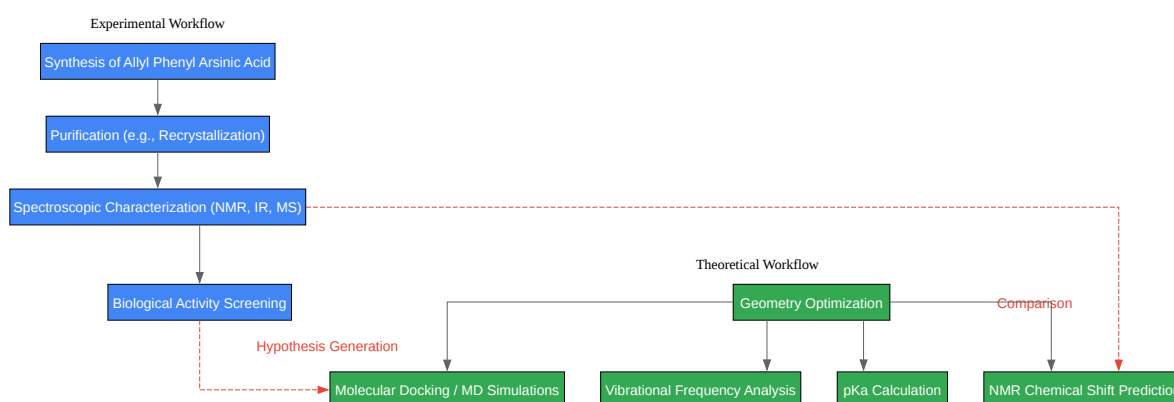 Experimental Workflow
Synthesis of Allyl Phenyl Arsinic Acid
Purification (e.g., Recrystallization)
Spectroscopic Characterization (NMR, IR, MS)
Theoretical Workflow
Biological Activity Screening
Geometry Optimization
Comparison
Hypothesis Generation
Molecular Docking / MD Simulations
Vibrational Frequency Analysis
pKa Calculation
NMR Chemical Shift Prediction